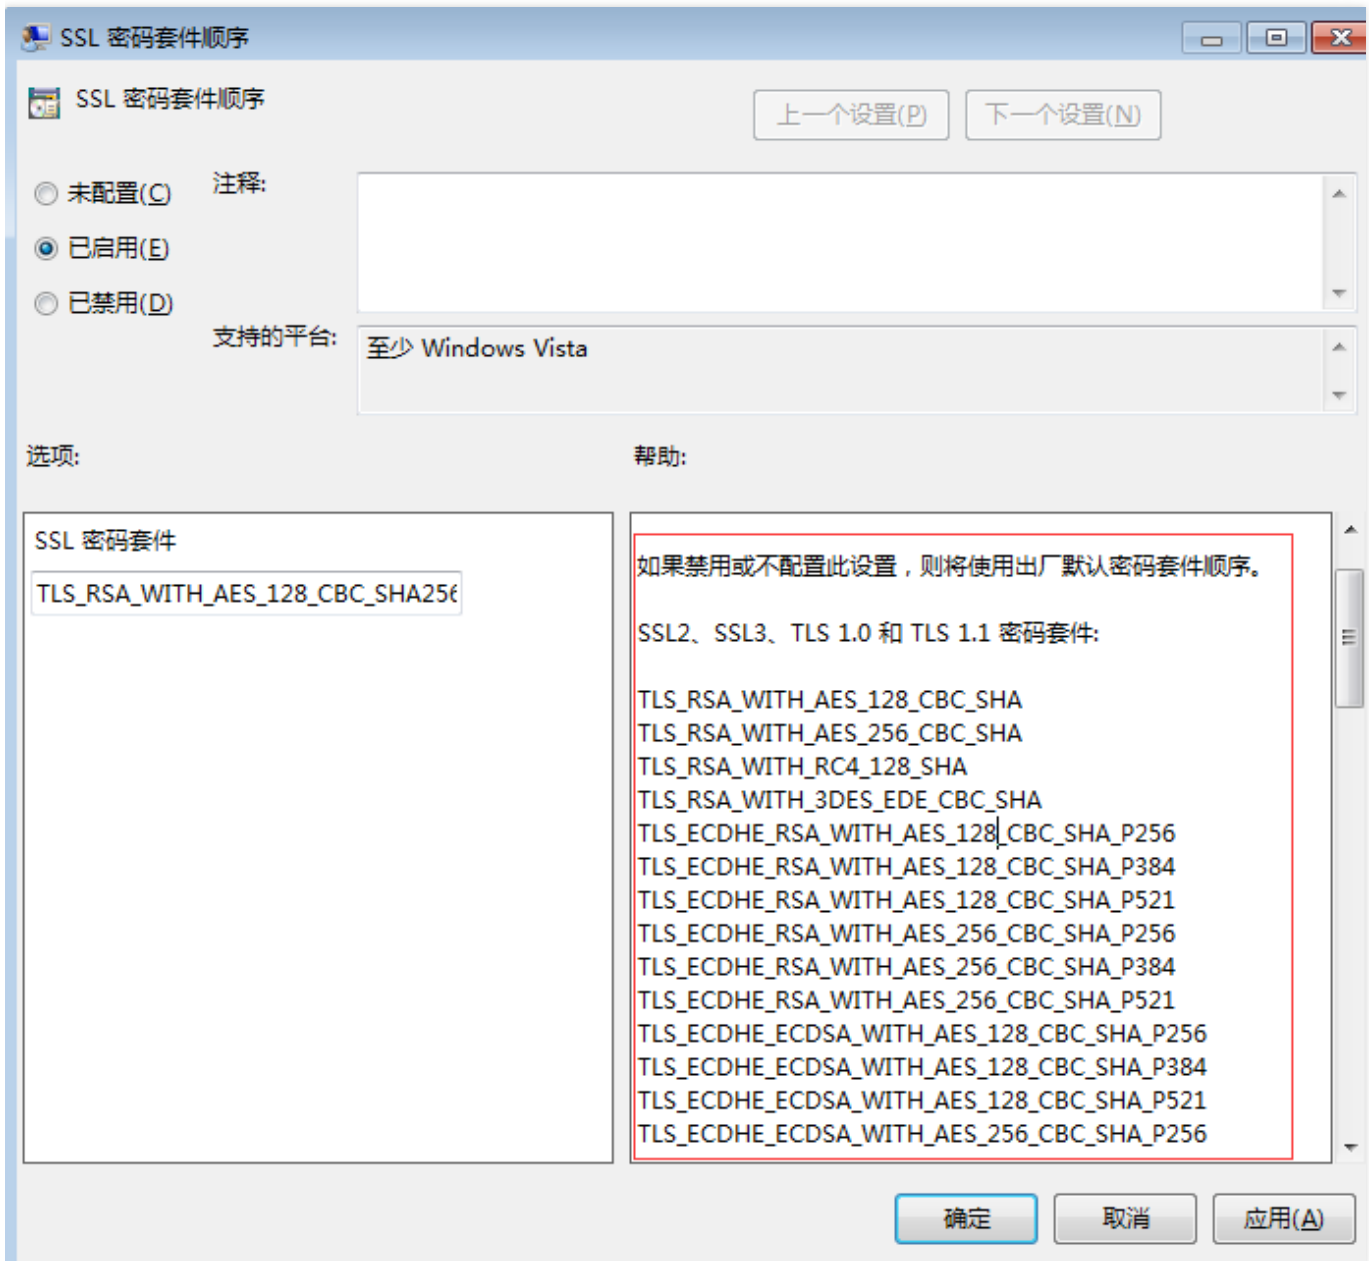 SSL 密码套件顺序
SSL 密码套件顺序
上一个设置(P)
下一个设置(N)
未配置(C)
注释:
已启用(E)
已禁用(D)
支持的平台:
至少 Windows Vista
选项:
帮助:
SSL 密码套件
TLS_RSA_WITH_AES_128_CBC_SHA256
如果禁用或不配置此设置，则将使用出厂默认密码套件顺序。
SSL2、SSL3、TLS 1.0 和 TLS 1.1 密码套件:
TLS_RSA_WITH_AES_128_CBC_SHA
TLS_RSA_WITH_AES_256_CBC_SHA
TLS_RSA_WITH_RC4_128_SHA
TLS_RSA_WITH_3DES_EDE_CBC_SHA
TLS_ECDHE_RSA_WITH_AES_128_CBC_SHA_P256
TLS_ECDHE_RSA_WITH_AES_128_CBC_SHA_P384
TLS_ECDHE_RSA_WITH_AES_128_CBC_SHA_P521
TLS_ECDHE_RSA_WITH_AES_256_CBC_SHA_P256
TLS_ECDHE_RSA_WITH_AES_256_CBC_SHA_P384
TLS_ECDHE_RSA_WITH_AES_256_CBC_SHA_P521
TLS_ECDHE_ECDSA_WITH_AES_128_CBC_SHA_P256
TLS_ECDHE_ECDSA_WITH_AES_128_CBC_SHA_P384
TLS_ECDHE_ECDSA_WITH_AES_128_CBC_SHA_P521
TLS_ECDHE_ECDSA_WITH_AES_256_CBC_SHA_P256
确定
取消
应用(A)